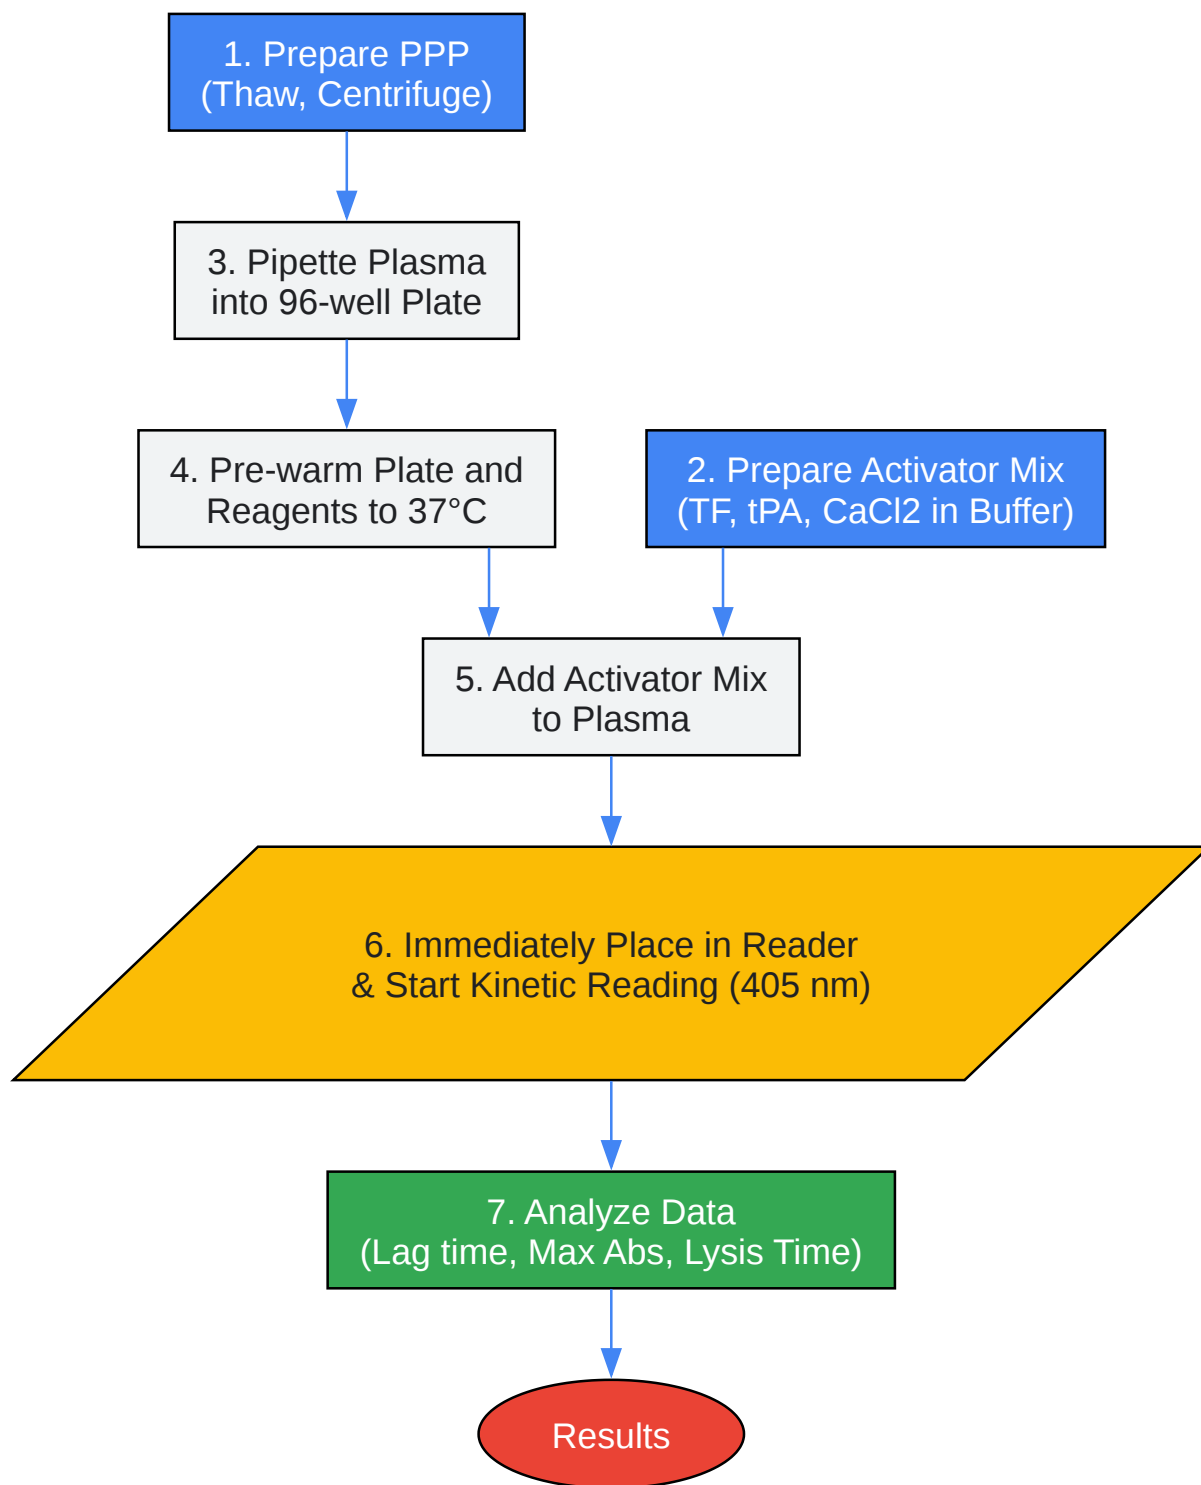 1. Prepare PPP
(Thaw, Centrifuge)
3. Pipette Plasma
into 96-well Plate
4. Pre-warm Plate and
Reagents to 37°C
2. Prepare Activator Mix
(TF, tPA, CaCl2 in Buffer)
5. Add Activator Mix
to Plasma
6. Immediately Place in Reader
& Start Kinetic Reading (405 nm)
7. Analyze Data
(Lag time, Max Abs, Lysis Time)
Results